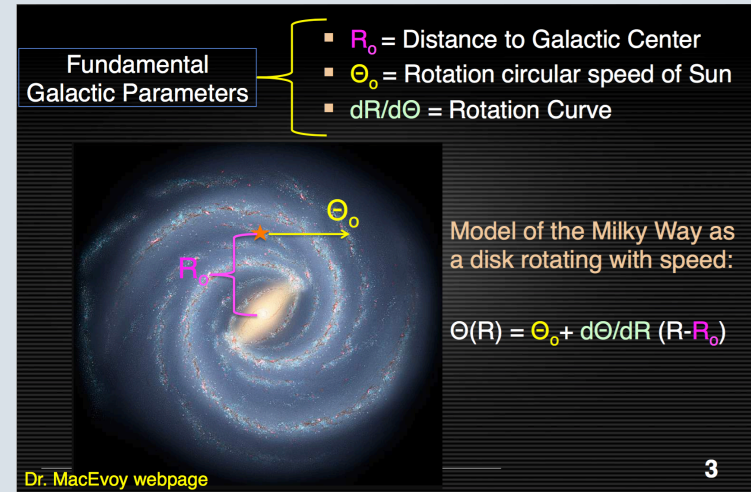 Fundamental
Galactic Parameters
▪ Rₒ = Distance to Galactic Center
▪ Θₒ = Rotation circular speed of Sun
▪ dR/dΘ = Rotation Curve
Θₒ
Rₒ
Model of the Milky Way as
a disk rotating with speed:
Θ(R) = Θₒ+ dΘ/dR (R-Rₒ)
Dr. MacEvoy webpage
3